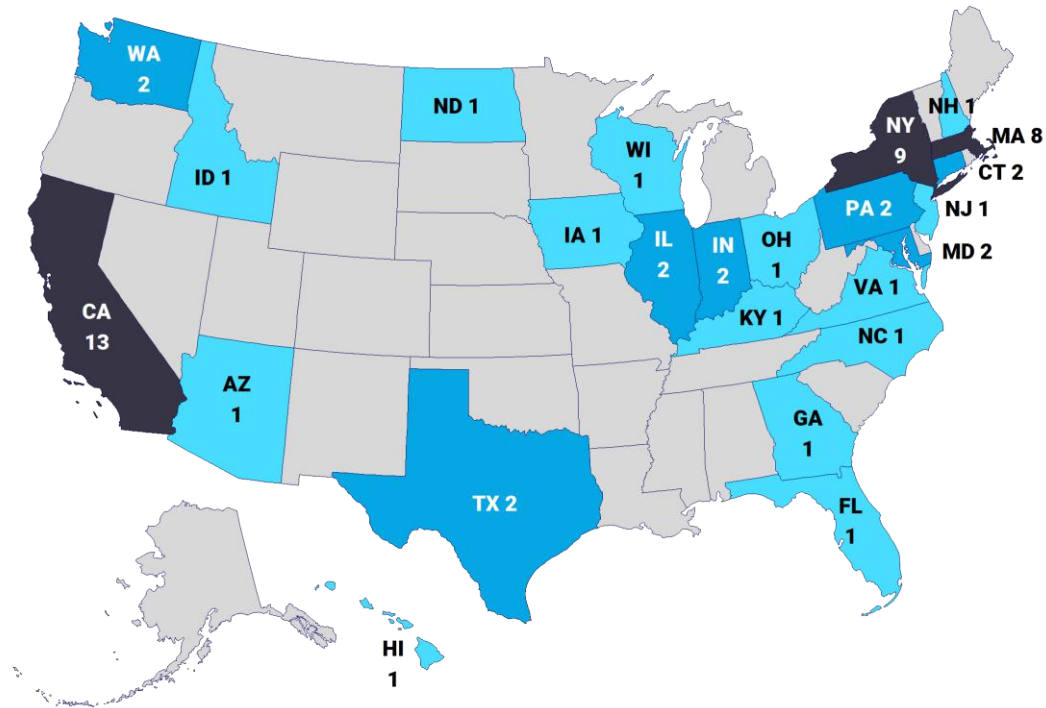 WA
2
ND 1
NH 1
NY
9
MA 8
WI
1
CT 2
ID 1
PA 2
NJ 1
IA 1
IL
2
IN
2
OH
1
MD 2
VA 1
CA
13
KY 1
NC 1
AZ
1
GA
1
TX 2
FL
1
HI
1